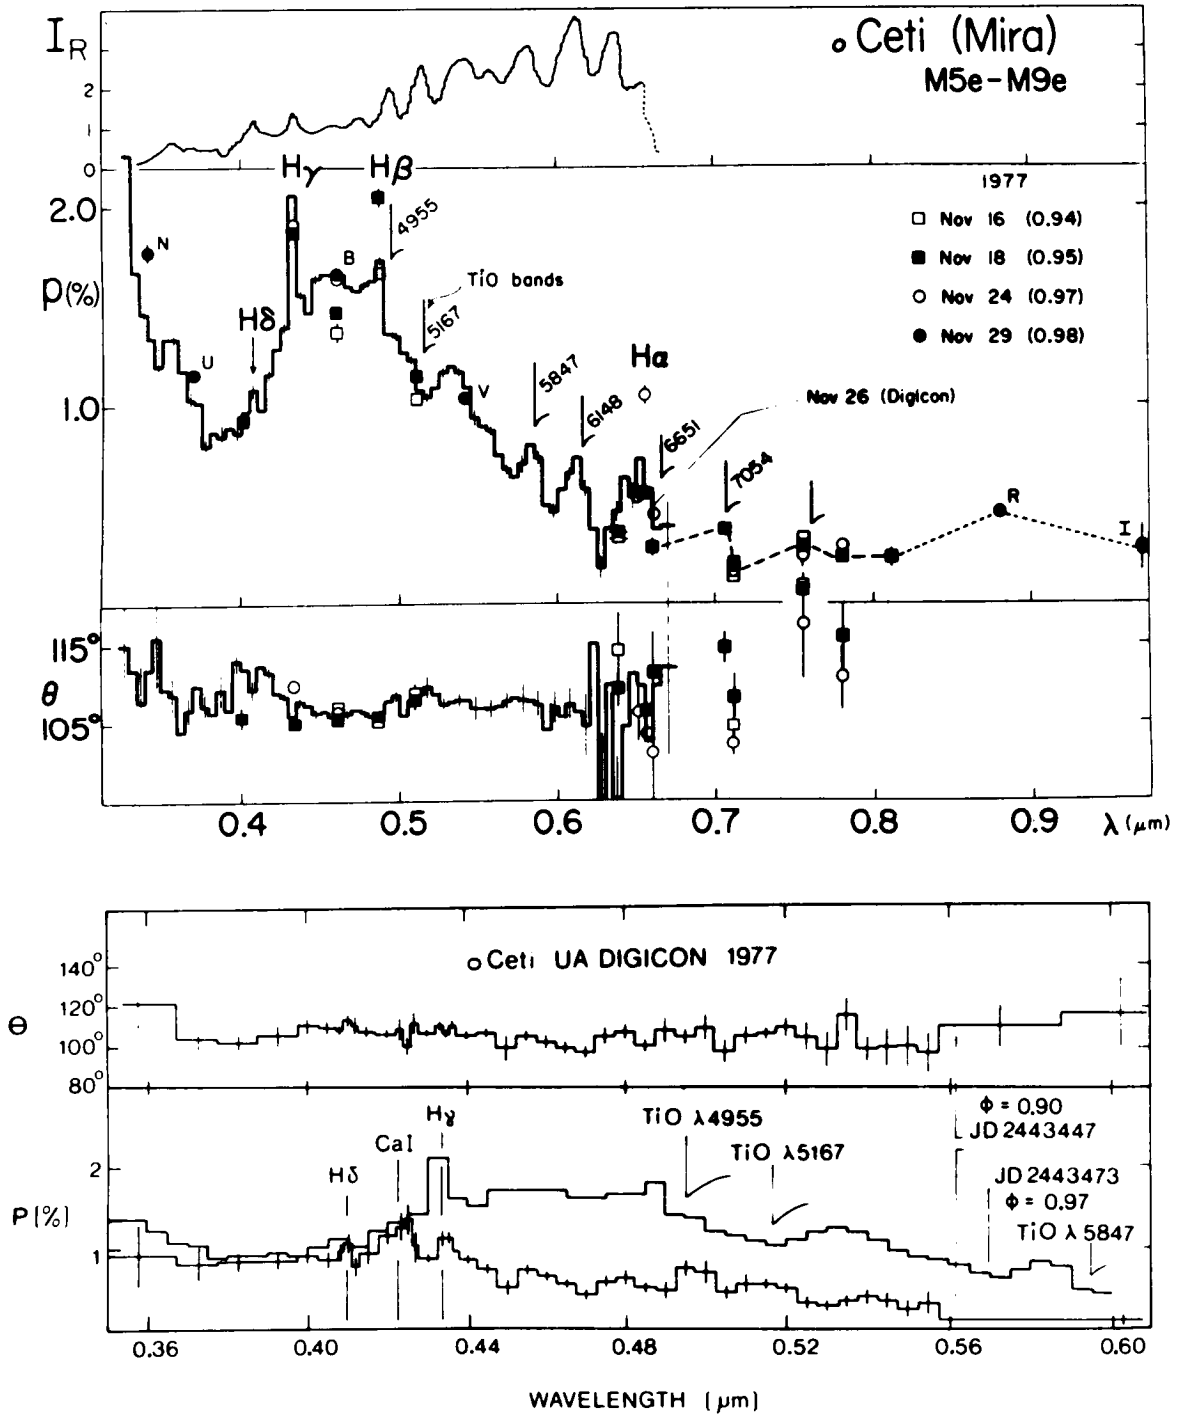 I_R
o Ceti (Mira)
M5e-M9e
2
1
0
Hγ
Hβ
1977
□ Nov 16 (0.94)
■ Nov 18 (0.95)
○ Nov 24 (0.97)
● Nov 29 (0.98)
2.0
4955
N
B
TiO bands
P(%)
Hδ
5167
U
V
Hα
5847
6148
Nov 26 (Digicon)
1.0
6651
7054
R
I
115°
θ
105°
0.4 0.5 0.6 0.7 0.8 0.9 λ (μm)
o Ceti UA DIGICON 1977
140°
θ
120°
100°
80°
Hγ
TiO λ4955
ϕ = 0.90
JD 2443447
CaI
TiO λ5167
Hδ
2
JD 2443473
ϕ = 0.97
P (%)
TiO λ 5847
1
0.36 0.40 0.44 0.48 0.52 0.56 0.60
WAVELENGTH (μm)